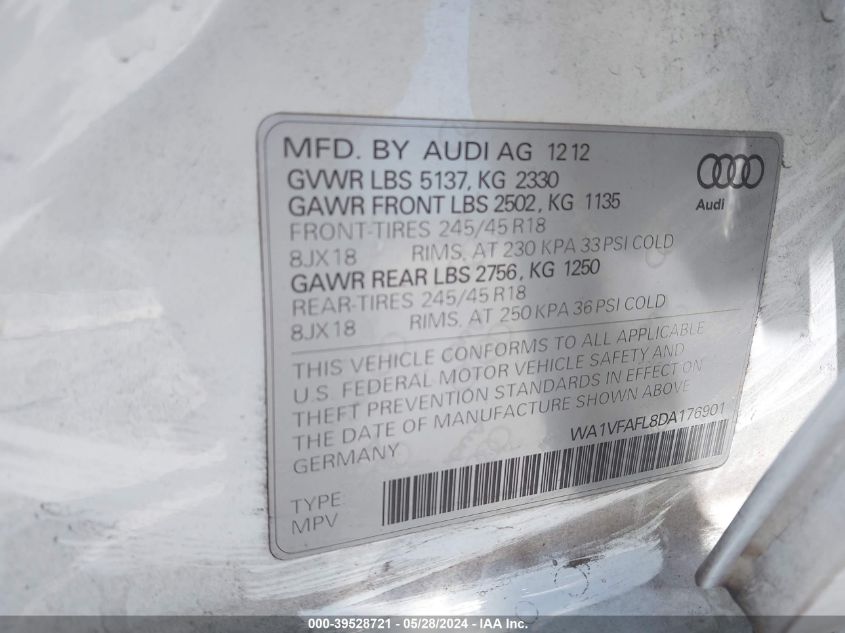 MFD. BY AUDI AG 12 12
GVWR LBS 5137, KG 2330
GAWR FRONT LBS 2502, KG 1135
FRONT-TIRES 245/45 R18
8JX18 RIMS, AT 230 KPA 33 PSI COLD
GAWR REAR LBS 2756, KG 1250
REAR-TIRES 245/45 R18
8JX18 RIMS, AT 250 KPA 36 PSI COLD
Audi
THIS VEHICLE CONFORMS TO ALL APPLICABLE
U.S. FEDERAL MOTOR VEHICLE SAFETY AND
THEFT PREVENTION STANDARDS IN EFFECT ON
THE DATE OF MANUFACTURE SHOWN ABOVE
GERMANY
WA1VFAFL8DA176901
TYPE:
MPV
000-39528721 / 05/28/2024 - IAAI.COM